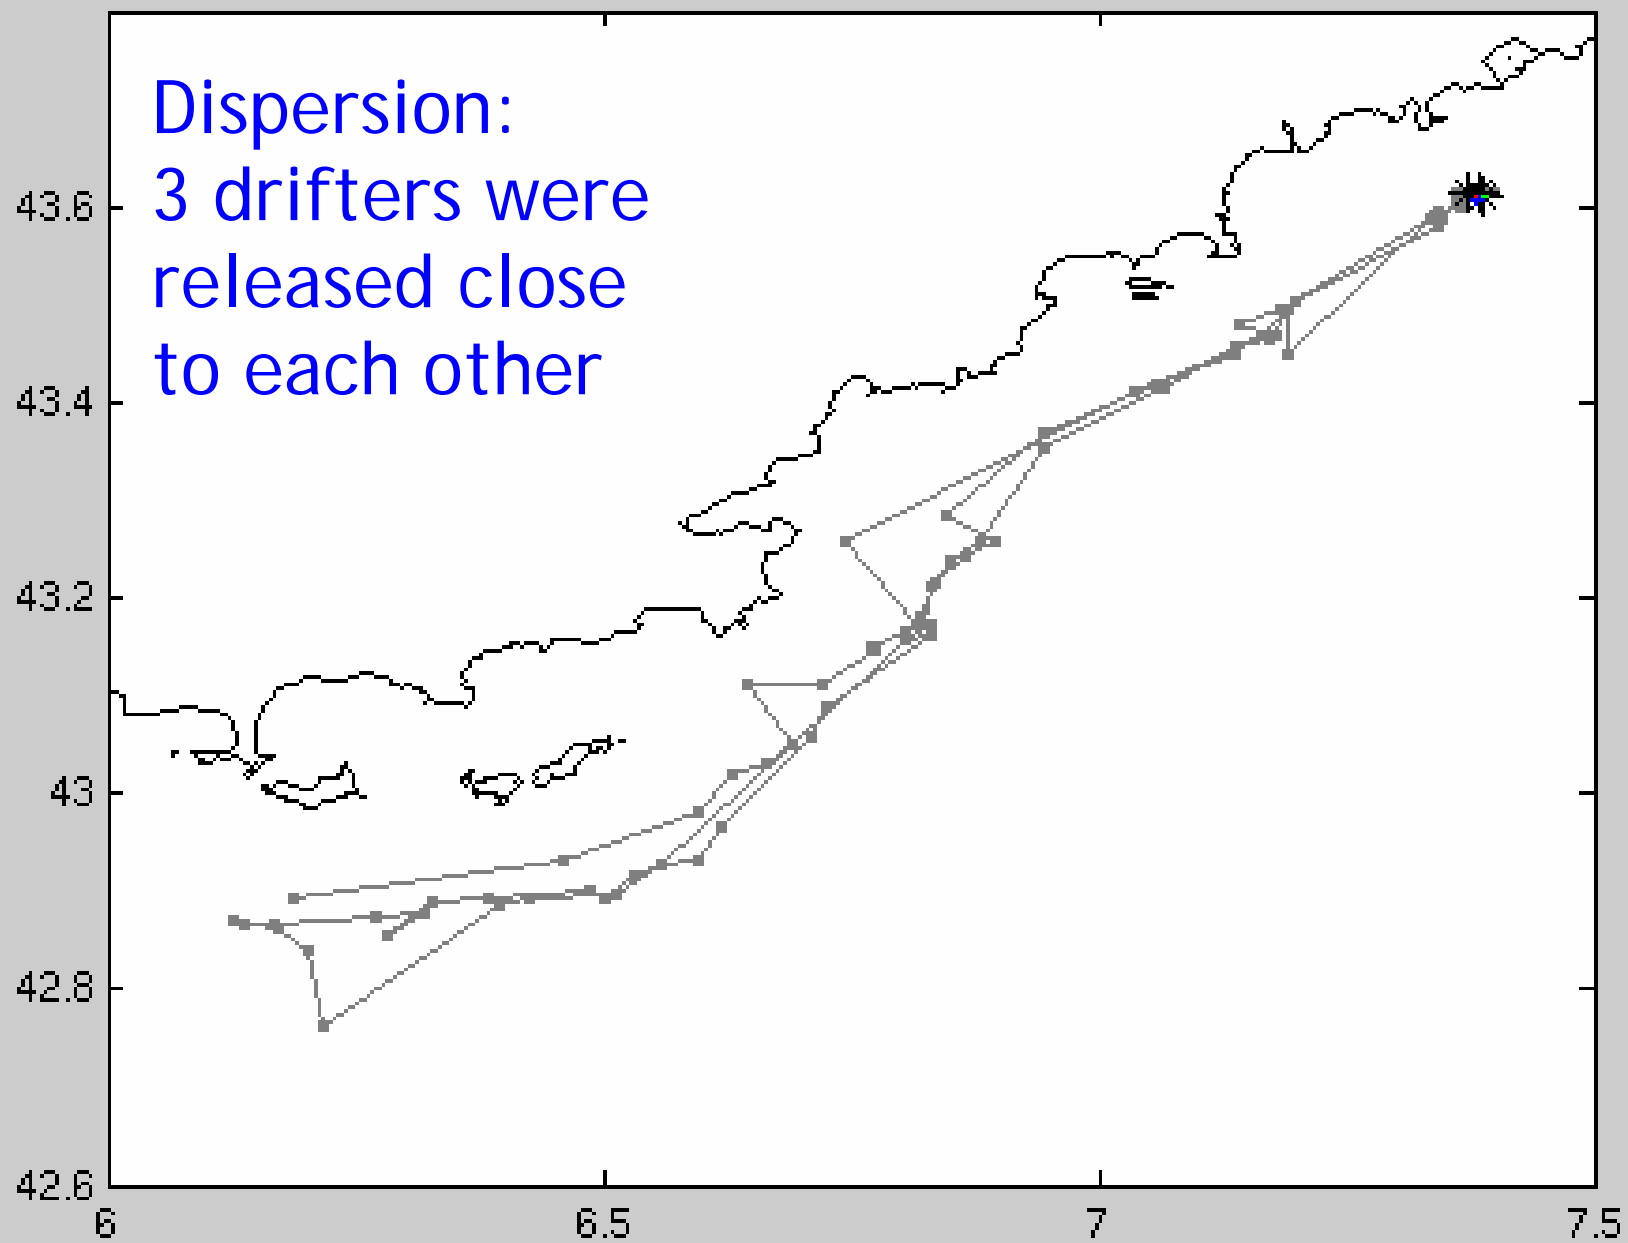 Dispersion:
3 drifters were
released close
to each other
43.6
43.4
43.2
43
42.8
42.6
6
6.5
7
7.5